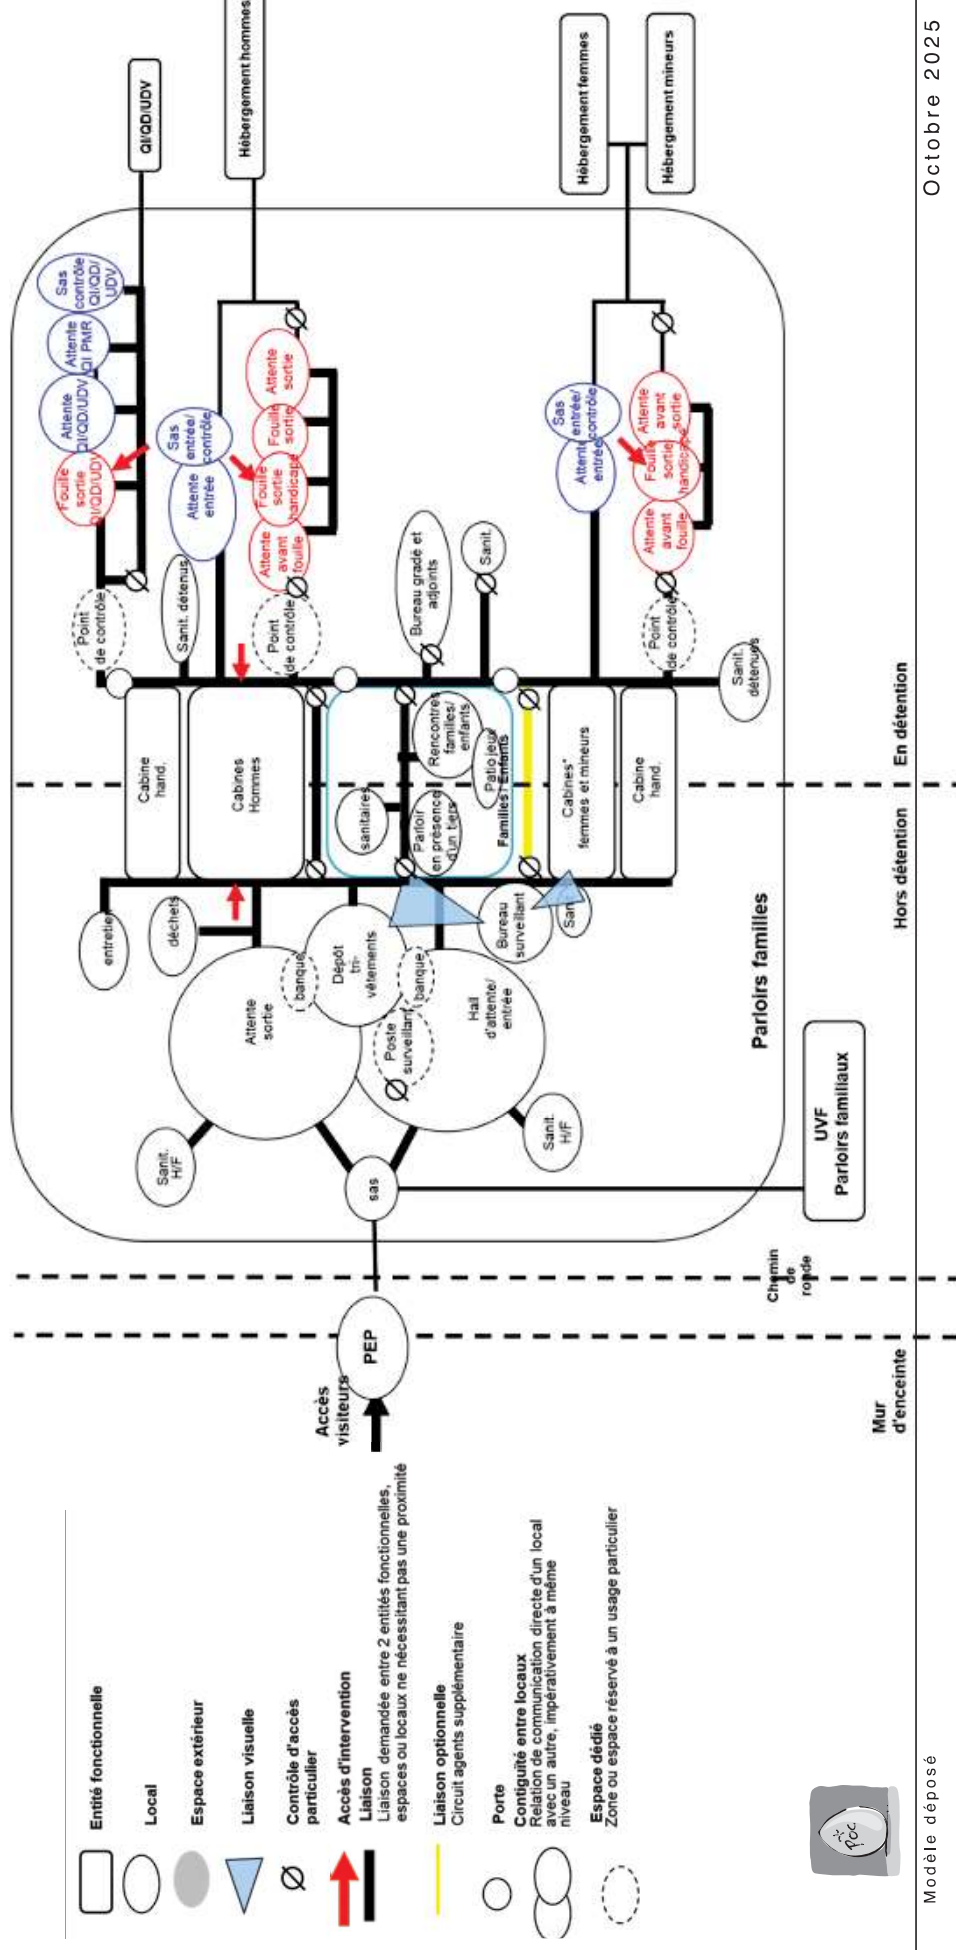 Entité fonctionnelle
Local
Espace extérieur
Liaison visuelle
Contrôle d'accès
particulier
Accès d'intervention
Liaison
Liaison demandée entre 2 entités fonctionnelles,
espaces ou locaux ne nécessitant pas une proximité
Liaison optionnelle
Circuit agents supplémentaire
Porte
Contiguïté entre locaux
Relation de communication directe d'un local
avec un autre, impérativement à même
niveau
Espace dédié
Zone ou espace réservé à un usage particulier
Accès
visiteurs
PEP
Mur
d'enceinte
Chemin
de
ronde
UVF
Parloirs familiaux
sas
Sanit.
H/F
Sanit.
H/F
Attente
sortie
banque
Dépôt
tri-
vêtements
Poste
surveillant
banque
Hall
d'attente/
entrée
Parloirs familles
entretien
déchets
Bureau
surveillant
Hors détention
En détention
Cabine
hand.
Cabines
Hommes
sanitaires
Parloir
en présence
d'un tiers
Rencontres
familles/
enfants
Patio jeux
Familles / Enfants
Cabines*
femmes et mineurs
Cabine
hand.
Point
de contrôle
Sanit. détenus
Point
de contrôle
Bureau gradé et
adjoints
Sanit.
Point
de contrôle
Sanit.
détenues
Fouille
sortie
QI/QD/UDV
Attente
QI/QD/UDV
Attente
QI PMR
Sas
contrôle
QI/QD/
UDV
Attente
entrée
Sas
entrée/
contrôle
Attente
avant
fouille
Fouille
sortie
handicapé
Fouille
sortie
Attente
sortie
Attente
entrée
Sas
entrée/
contrôle
Attente
avant
fouille
Fouille
sortie
handicapé
Attente
avant
sortie
QI/QD/UDV
Hébergement hommes
Hébergement femmes
Hébergement mineurs
poc
Modèle déposé
Octobre 2025